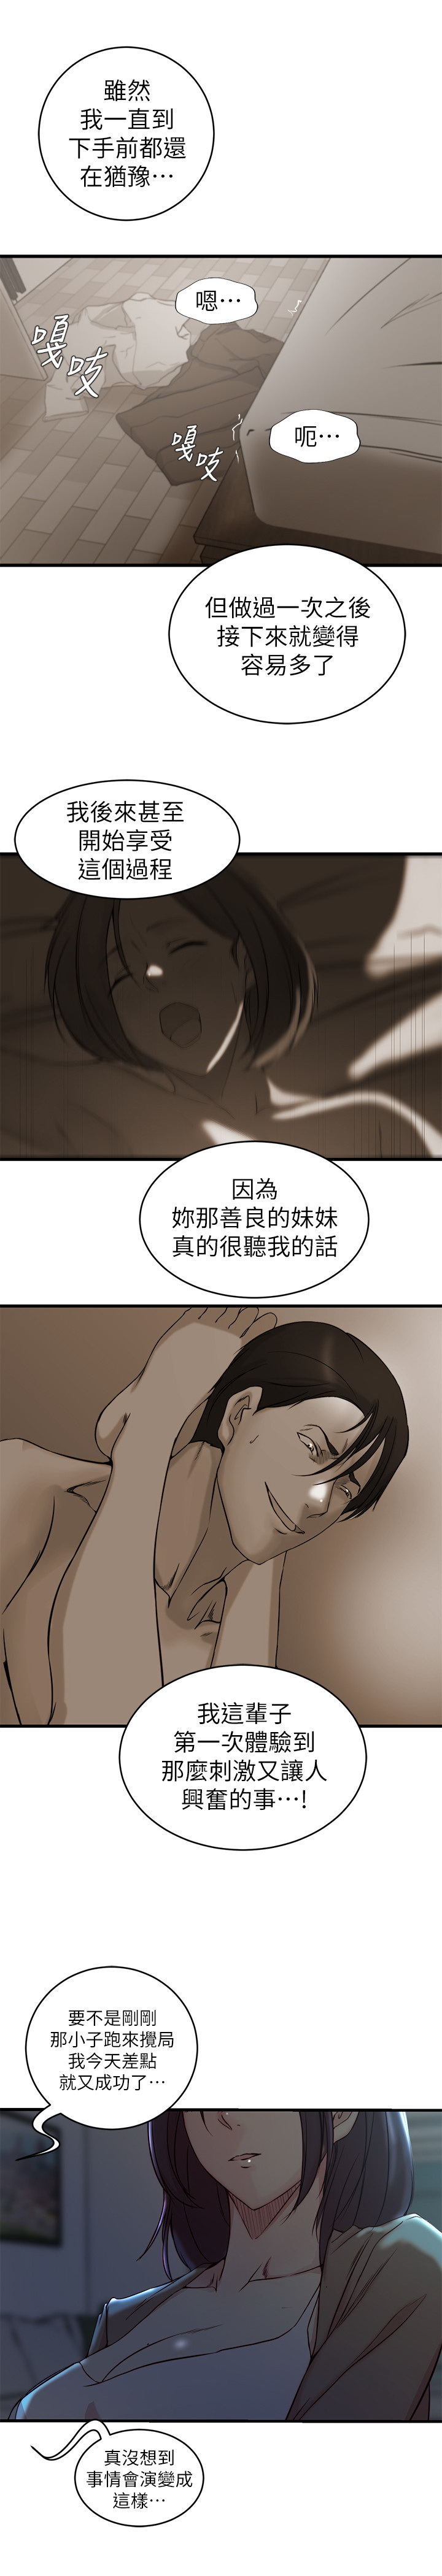 雖然
我一直到
下手前都還
在猶豫⋯
嗯⋯
嘎吱
呃⋯
嘎吱
但做過一次之後
接下來就變得
容易多了
我後來甚至
開始享受
這個過程
因為
妳那善良的妹妹
真的很聽我的話
我這輩子
第一次體驗到
那麼刺激又讓人
興奮的事⋯!
要不是剛剛
那小子跑來攪局
我今天差點
就又成功了⋯
真沒想到
事情會演變成
這樣⋯